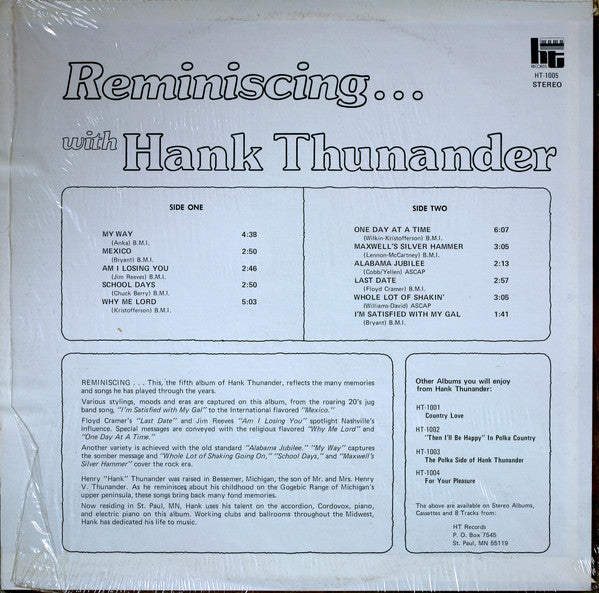 ht
RECORDS
HT-1005
STEREO
Reminiscing...
with Hank Thunander
SIDE ONE
MY WAY 4:38
(Anka) B.M.I.
MEXICO 2:50
(Bryant) B.M.I.
AM I LOSING YOU 2:46
(Jim Reeves) B.M.I.
SCHOOL DAYS 2:50
(Chuck Berry) B.M.I.
WHY ME LORD 5:03
(Kristofferson) B.M.I.
SIDE TWO
ONE DAY AT A TIME 6:07
(Wilkin-Kristofferson) B.M.I.
MAXWELL'S SILVER HAMMER 3:05
(Lennon-McCartney) B.M.I.
ALABAMA JUBILEE 2:13
(Cobb/Yellen) ASCAP
LAST DATE 2:57
(Floyd Cramer) B.M.I.
WHOLE LOT OF SHAKIN' 3:05
(Williams-David) ASCAP
I'M SATISFIED WITH MY GAL 1:41
(Bryant) B.M.I.
REMINISCING . . . This, the fifth album of Hank Thunander, reflects the many memories
and songs he has played through the years.
Various stylings, moods and eras are captured on this album, from the roaring 20's jug
band song, "I'm Satisfied with My Gal" to the International flavored "Mexico."
Floyd Cramer's "Last Date" and Jim Reeves "Am I Losing You" spotlight Nashville's
influence. Special messages are conveyed with the religious flavored "Why Me Lord" and
"One Day At A Time."
Another variety is achieved with the old standard "Alabama Jubilee." "My Way" captures
the somber message and "Whole Lot of Shaking Going On," "School Days," and "Maxwell's
Silver Hammer" cover the rock era.
Henry "Hank" Thunander was raised in Bessemer, Michigan, the son of Mr. and Mrs. Henry
V. Thunander. As he reminiscęs about his childhood on the Gogebic Range of Michigan's
upper peninsula, these songs bring back many fond memories.
Now residing in St. Paul, MN, Hank uses his talent on the accordion, Cordovox, piano,
and electric piano on this album. Working clubs and ballrooms throughout the Midwest,
Hank has dedicated his life to music.
Other Albums you will enjoy
from Hank Thunander:
HT-1001
Country Love
HT-1002
"Then I'll Be Happy" In Polka Country
HT-1003
The Polka Side of Hank Thunander
HT-1004
For Your Pleasure
The above are available on Stereo Albums,
Cassettes and 8 Tracks from:
HT Records
P. O. Box 7545
St. Paul, MN 55119